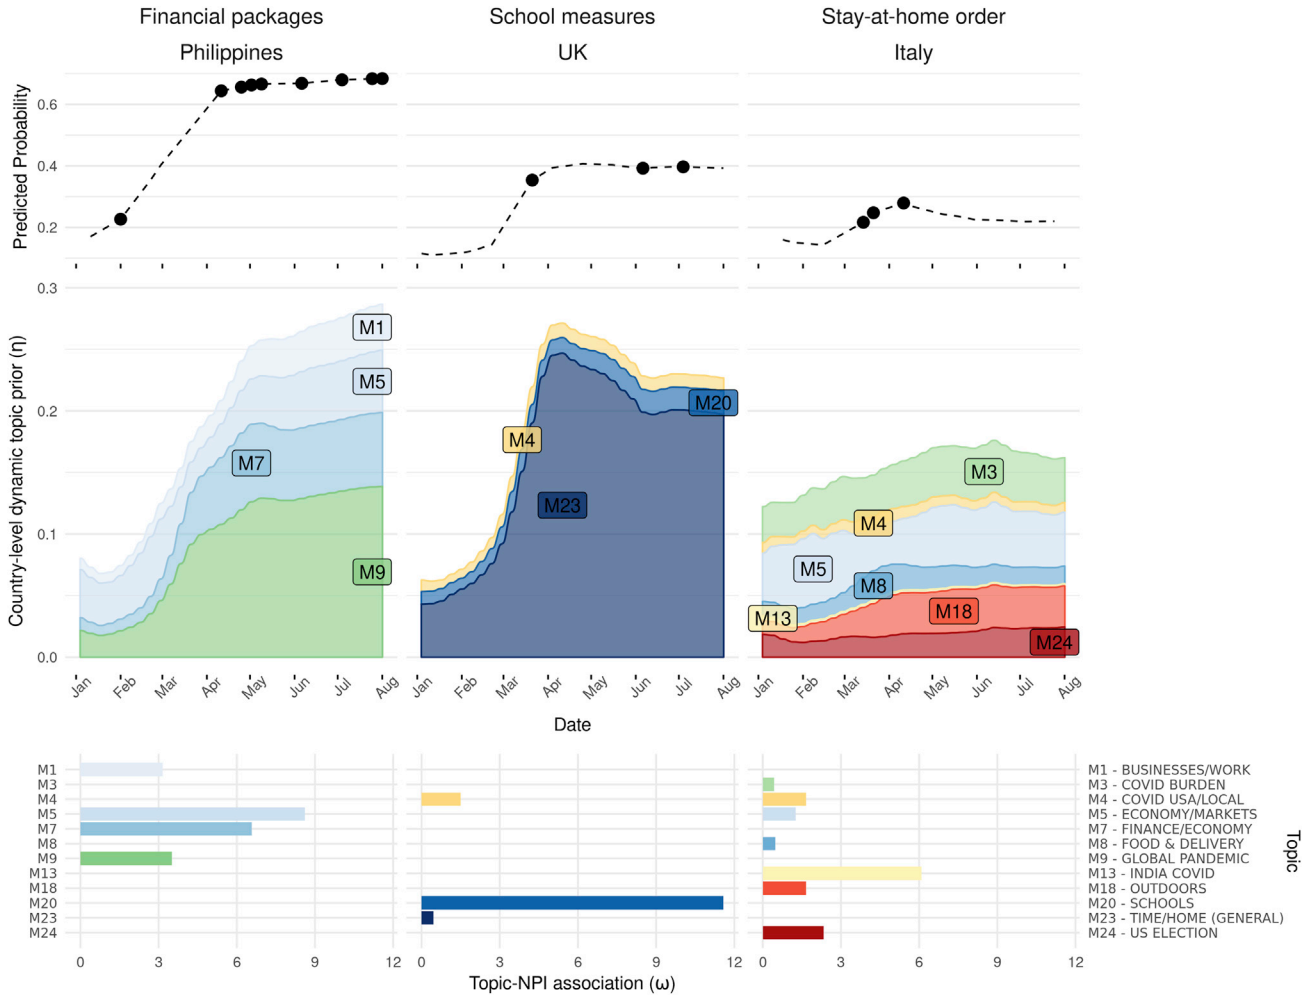 Financial packages
School measures
Stay-at-home order
Philippines
UK
Italy
Predicted Probability
0.6
0.4
0.2
Country-level dynamic topic prior (η)
0.3
0.2
0.1
0.0
M1
M5
M7
M9
M4
M20
M23
M3
M4
M5
M8
M13
M18
M24
Jan Feb Mar Apr May Jun Jul Aug
Jan Feb Mar Apr May Jun Jul Aug
Jan Feb Mar Apr May Jun Jul Aug
Date
M1
M3
M4
M5
M7
M8
M9
M13
M18
M20
M23
M24
0 3 6 9 12
0 3 6 9 12
0 3 6 9 12
Topic-NPI association (ω)
M1 - BUSINESSES/WORK
M3 - COVID BURDEN
M4 - COVID USA/LOCAL
M5 - ECONOMY/MARKETS
M7 - FINANCE/ECONOMY
M8 - FOOD & DELIVERY
M9 - GLOBAL PANDEMIC
M13 - INDIA COVID
M18 - OUTDOORS
M20 - SCHOOLS
M23 - TIME/HOME (GENERAL)
M24 - US ELECTION
Topic